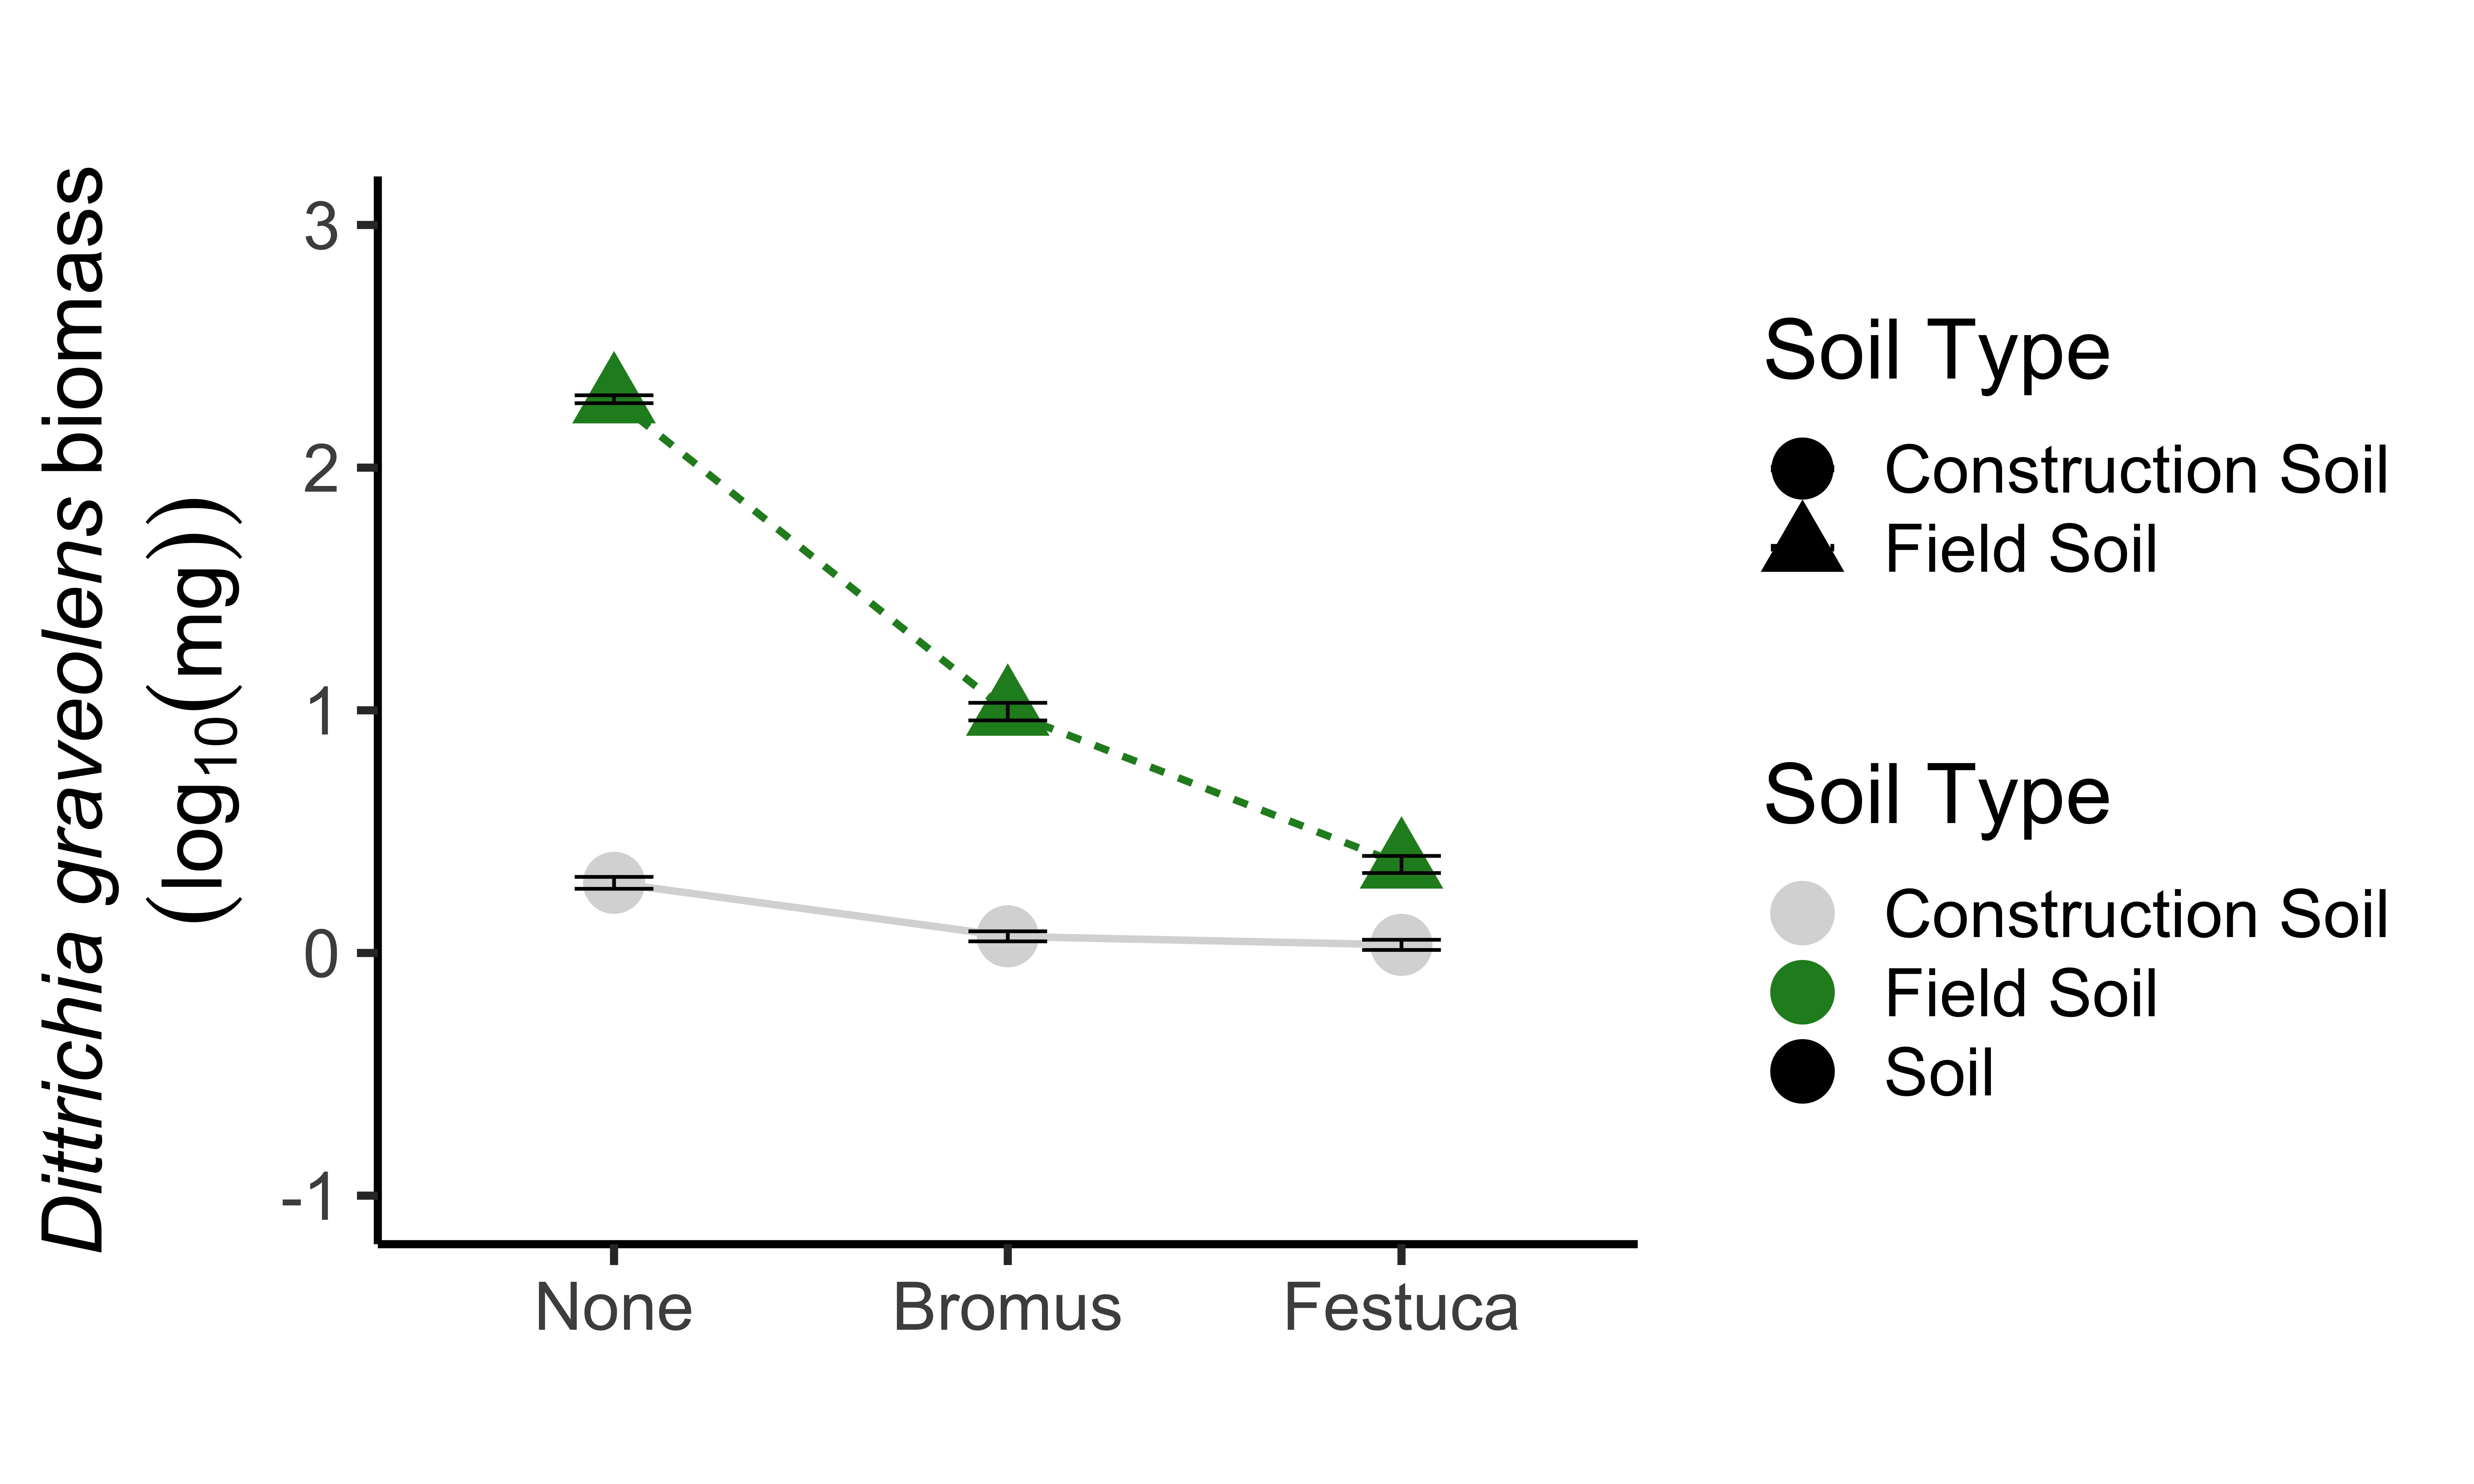 Dittrichia graveolens biomass
(log₁₀(mg))
3
2
1
0
-1
None Bromus Festuca
Soil Type
Construction Soil
Field Soil
Soil Type
Construction Soil
Field Soil
Soil